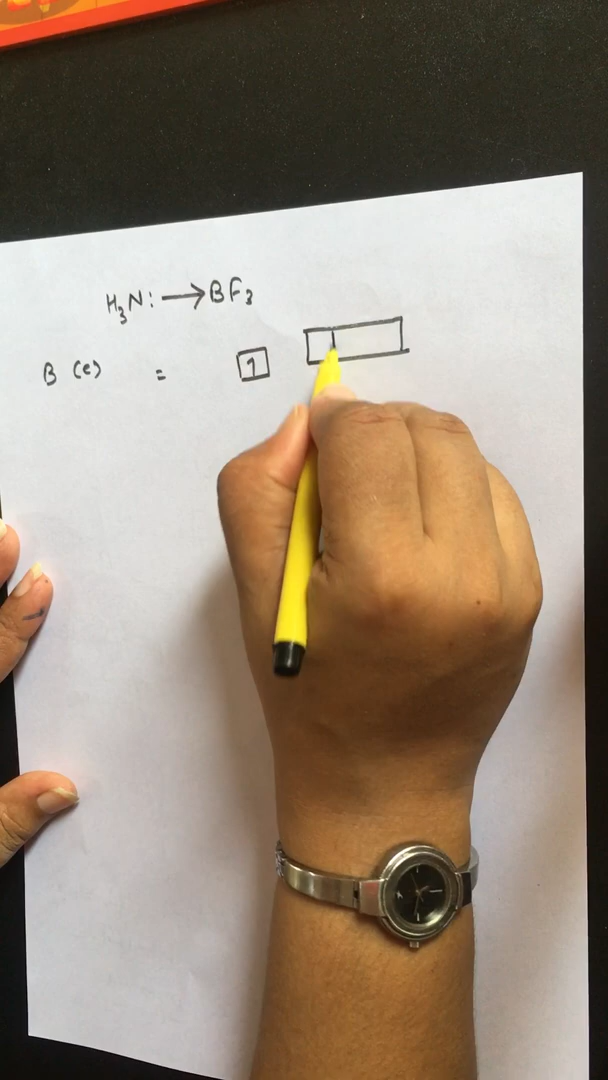 H₃N: → BF₃
B (e) = 1